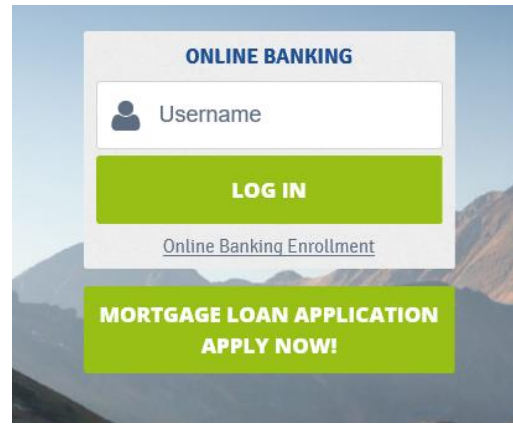 ONLINE BANKING
Username
LOG IN
Online Banking Enrollment
MORTGAGE LOAN APPLICATION
APPLY NOW!